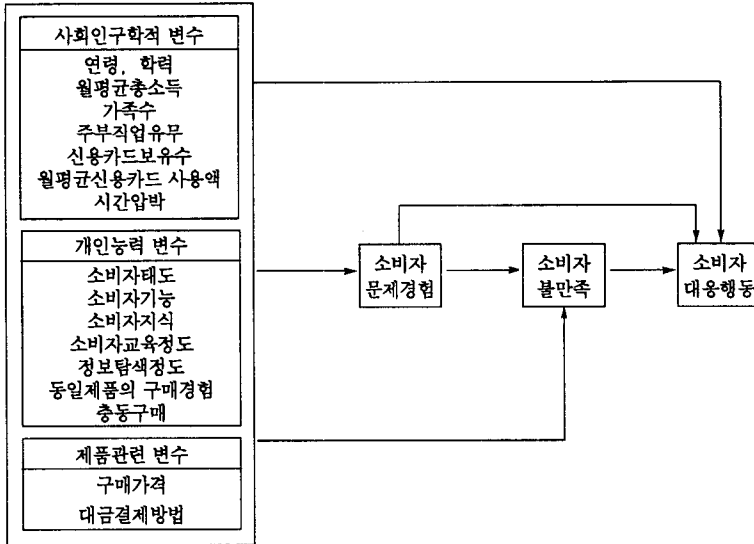 사회인구학적 변수
연령, 학력
월평균총소득
가족수
주부직업유무
신용카드보유수
월평균신용카드 사용액
시간압박
개인능력 변수
소비자태도
소비자기능
소비자지식
소비자교육정도
정보탐색정도
동일제품의 구매경험
충동구매
제품관련 변수
구매가격
대금결제방법
소비자
문제경험
소비자
불만족
소비자
대응행동